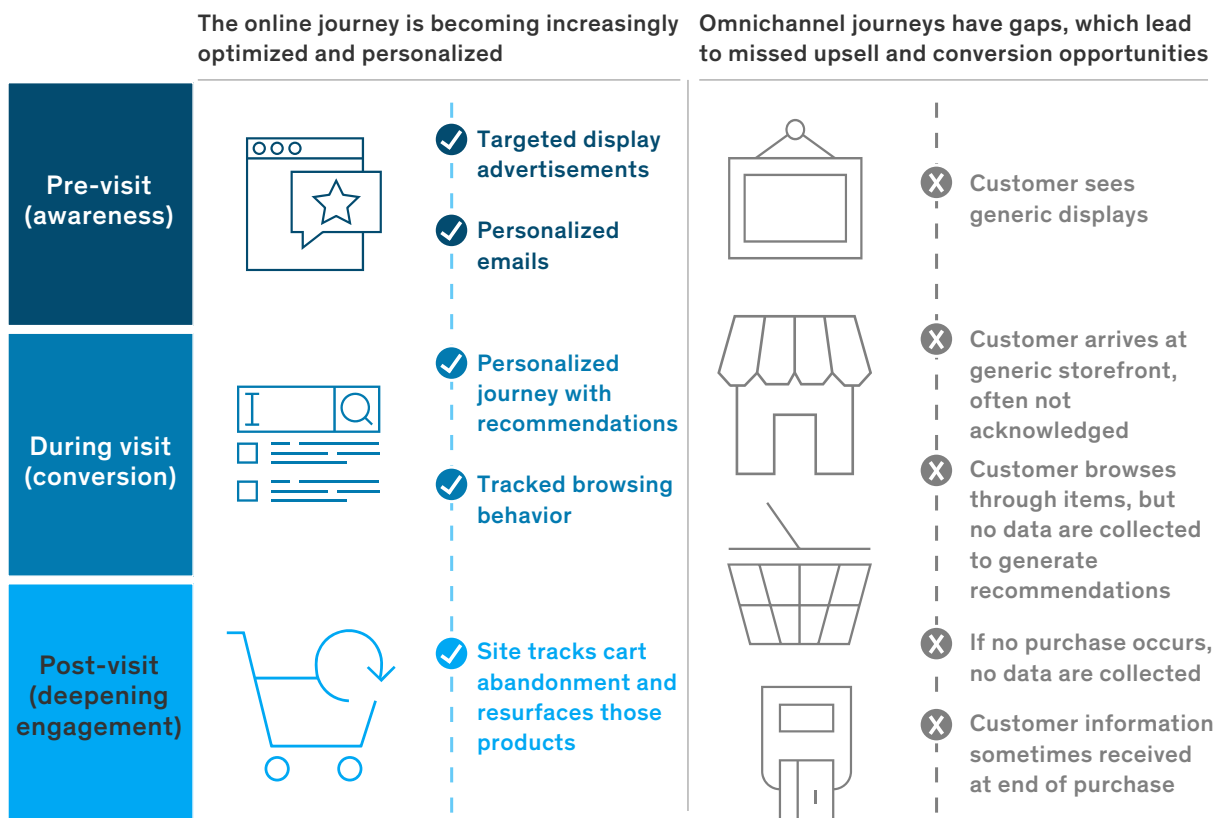 The online journey is becoming increasingly
optimized and personalized
Omnichannel journeys have gaps, which lead
to missed upsell and conversion opportunities
Pre-visit
(awareness)
Targeted display
advertisements
Personalized
emails
Customer sees
generic displays
During visit
(conversion)
Personalized
journey with
recommendations
Tracked browsing
behavior
Customer arrives at
generic storefront,
often not
acknowledged
Customer browses
through items, but
no data are collected
to generate
recommendations
Post-visit
(deepening
engagement)
Site tracks cart
abandonment and
resurfaces those
products
If no purchase occurs,
no data are collected
Customer information
sometimes received
at end of purchase